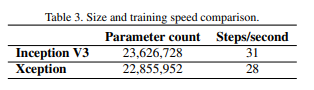 Table 3. Size and training speed comparison.
Parameter count Steps/second
Inception V3 23,626,728 31
Xception 22,855,952 28